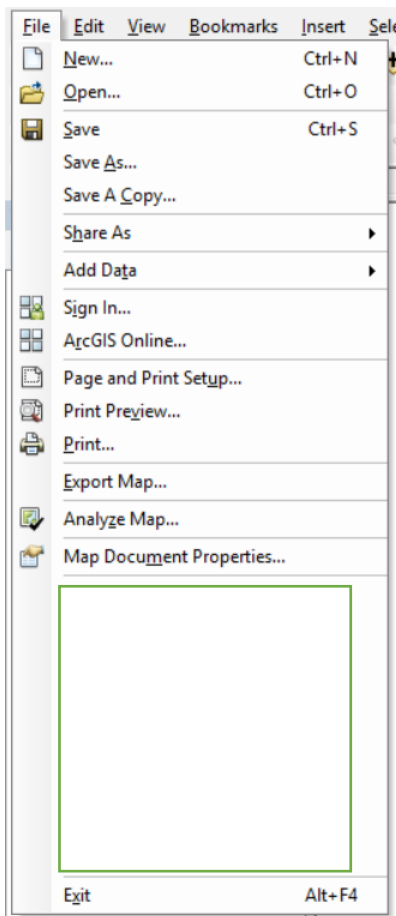 File Edit View Bookmarks Insert
New... Ctrl+N
Open... Ctrl+O
Save Ctrl+S
Save As...
Save A Copy...
Share As
Add Data
Sign In...
ArcGIS Online...
Page and Print Setup...
Print Preview...
Print...
Export Map...
Analyze Map...
Map Document Properties...
Exit Alt+F4